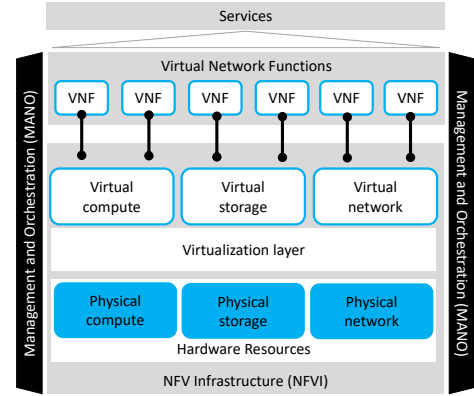 Services
Management and Orchestration (MANO)
Virtual Network Functions
VNF VNF VNF VNF VNF VNF
Virtual compute
Virtual storage
Virtual network
Virtualization layer
Physical compute
Physical storage
Physical network
Hardware Resources
NFV Infrastructure (NFVI)
Management and Orchestration (MANO)